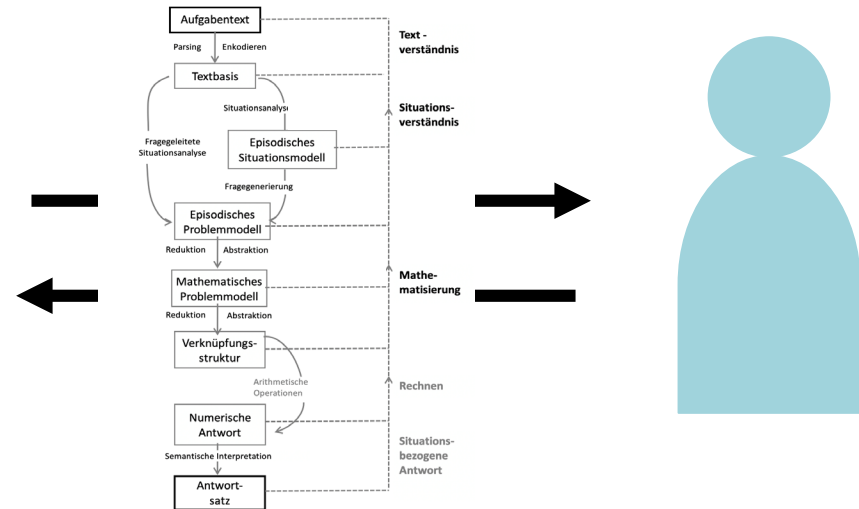 Aufgabentext
Text -
verständnis
Parsing Enkodieren
Textbasis
Situationsanalyse
Situations-
verständnis
Fragegeleitete
Situationsanalyse
Episodisches
Situationsmodell
Fragegenerierung
Episodisches
Problemmodell
Reduktion Abstraktion
Mathe-
matisierung
Mathematisches
Problemmodell
Reduktion Abstraktion
Verknüpfungs-
struktur
Arithmetische
Operationen
Rechnen
Numerische
Antwort
Situations-
bezogene
Antwort
Semantische Interpretation
Antwort-
satz